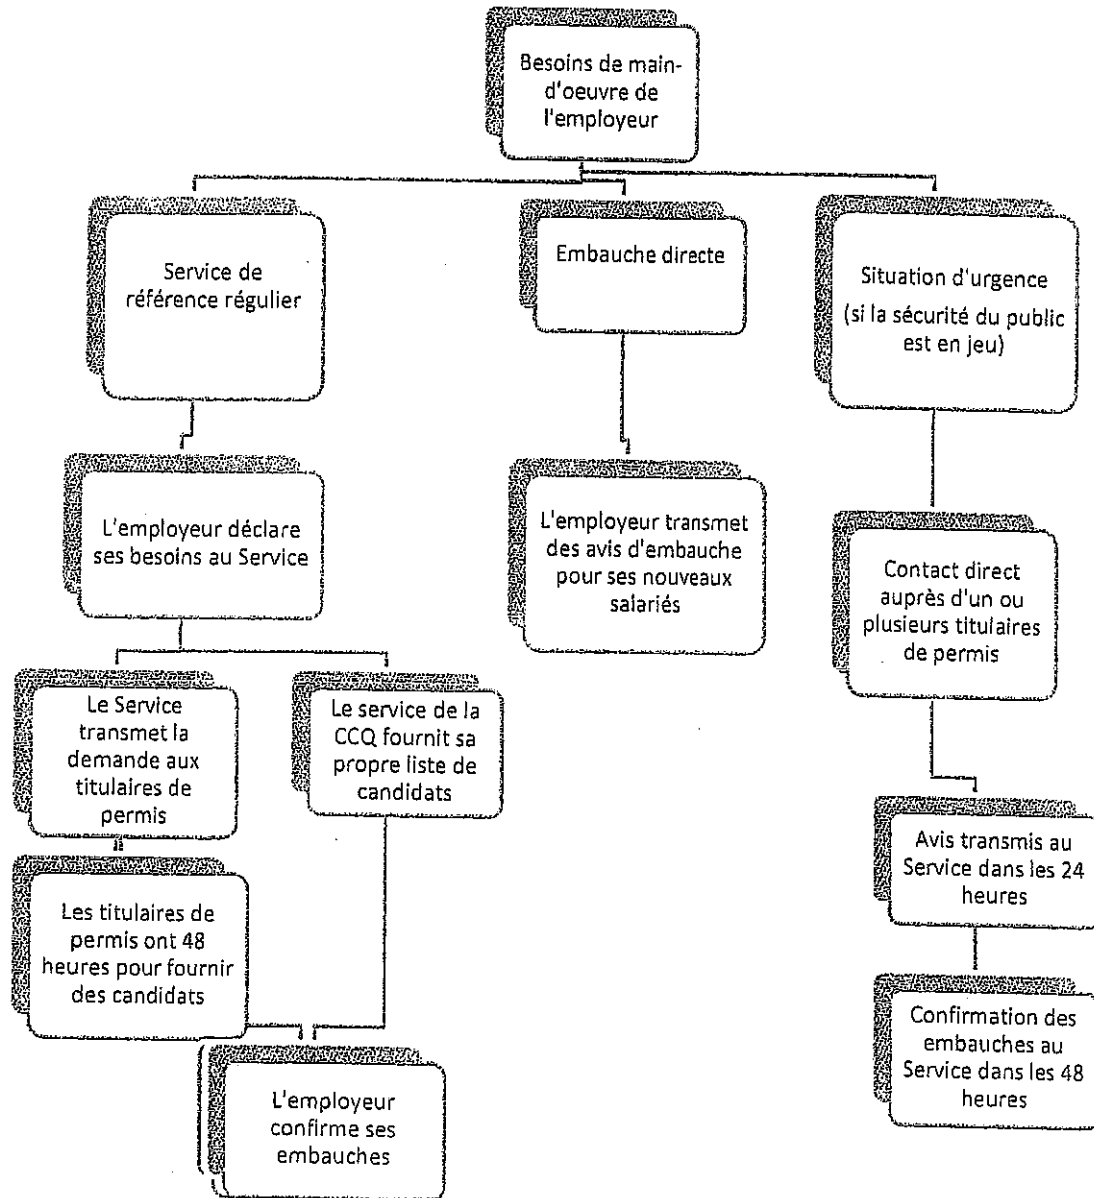 Besoins de main-
d'oeuvre de
l'employeur
Service de
référence régulier
Embauche directe
Situation d'urgence
(si la sécurité du public
est en jeu)
L'employeur déclare
ses besoins au Service
L'employeur transmet
des avis d'embauche
pour ses nouveaux
salariés
Contact direct
auprès d'un ou
plusieurs titulaires
de permis
Le Service
transmet la
demande aux
titulaires de
permis
Le service de la
CCQ fournit sa
propre liste de
candidats
Avis transmis au
Service dans les 24
heures
Les titulaires de
permis ont 48
heures pour fournir
des candidats
Confirmation des
embauches au
Service dans les 48
heures
L'employeur
confirme ses
embauches